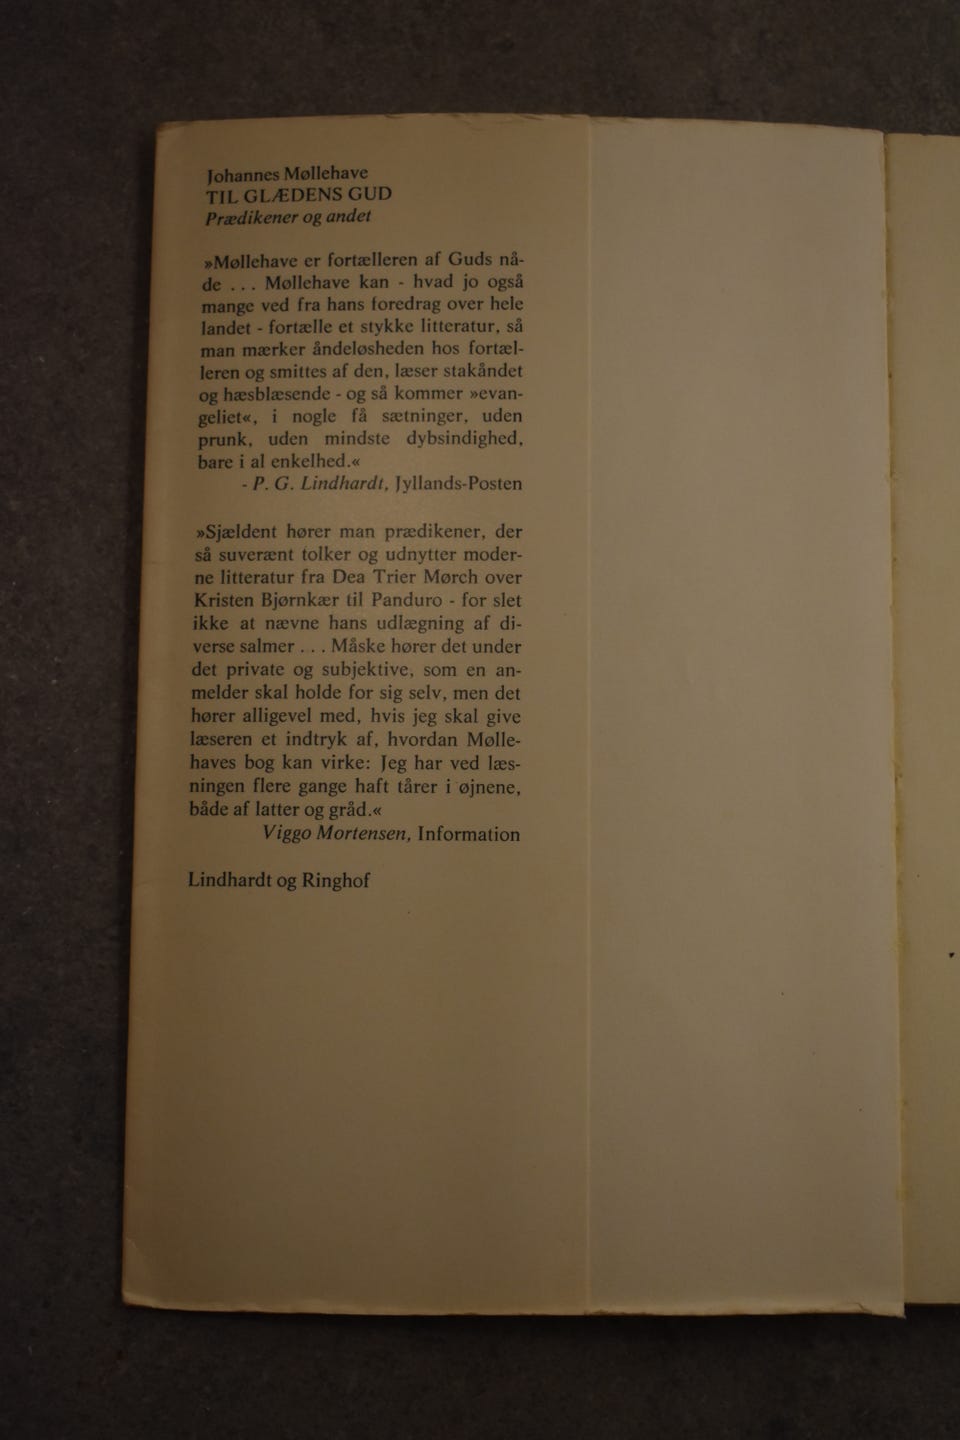 Johannes Møllehave
TIL GLÆDENS GUD
Prædikener og andet
»Møllehave er fortælleren af Guds nå-
de ... Møllehave kan - hvad jo også
mange ved fra hans foredrag over hele
landet - fortælle et stykke litteratur, så
man mærker åndeløsheden hos fortæl-
leren og smittes af den, læser stakåndet
og hæsblæsende - og så kommer »evan-
geliet«, i nogle få sætninger, uden
prunk, uden mindste dybsindighed,
bare i al enkelhed.«
- P. G. Lindhardt, Jyllands-Posten
»Sjældent hører man prædikener, der
så suverænt tolker og udnytter moder-
ne litteratur fra Dea Trier Mørch over
Kristen Bjørnkær til Panduro - for slet
ikke at nævne hans udlægning af di-
verse salmer ... Måske hører det under
det private og subjektive, som en an-
melder skal holde for sig selv, men det
hører alligevel med, hvis jeg skal give
læseren et indtryk af, hvordan Mølle-
haves bog kan virke: Jeg har ved læs-
ningen flere gange haft tårer i øjnene,
både af latter og gråd.«
Viggo Mortensen, Information
Lindhardt og Ringhof